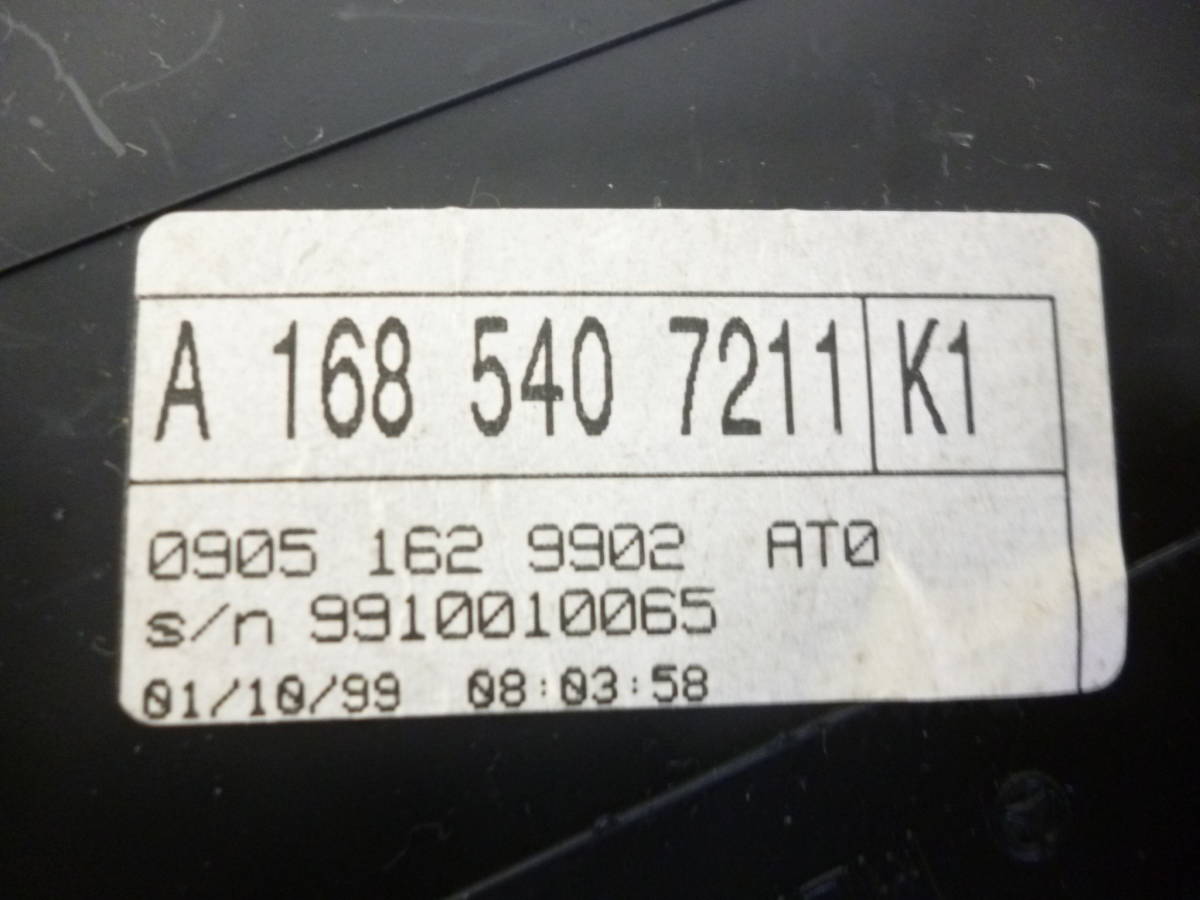 A 168 540 7211 K1
0905 162 9902 AT0
s/n 9910010065
01/10/99 08:03:58